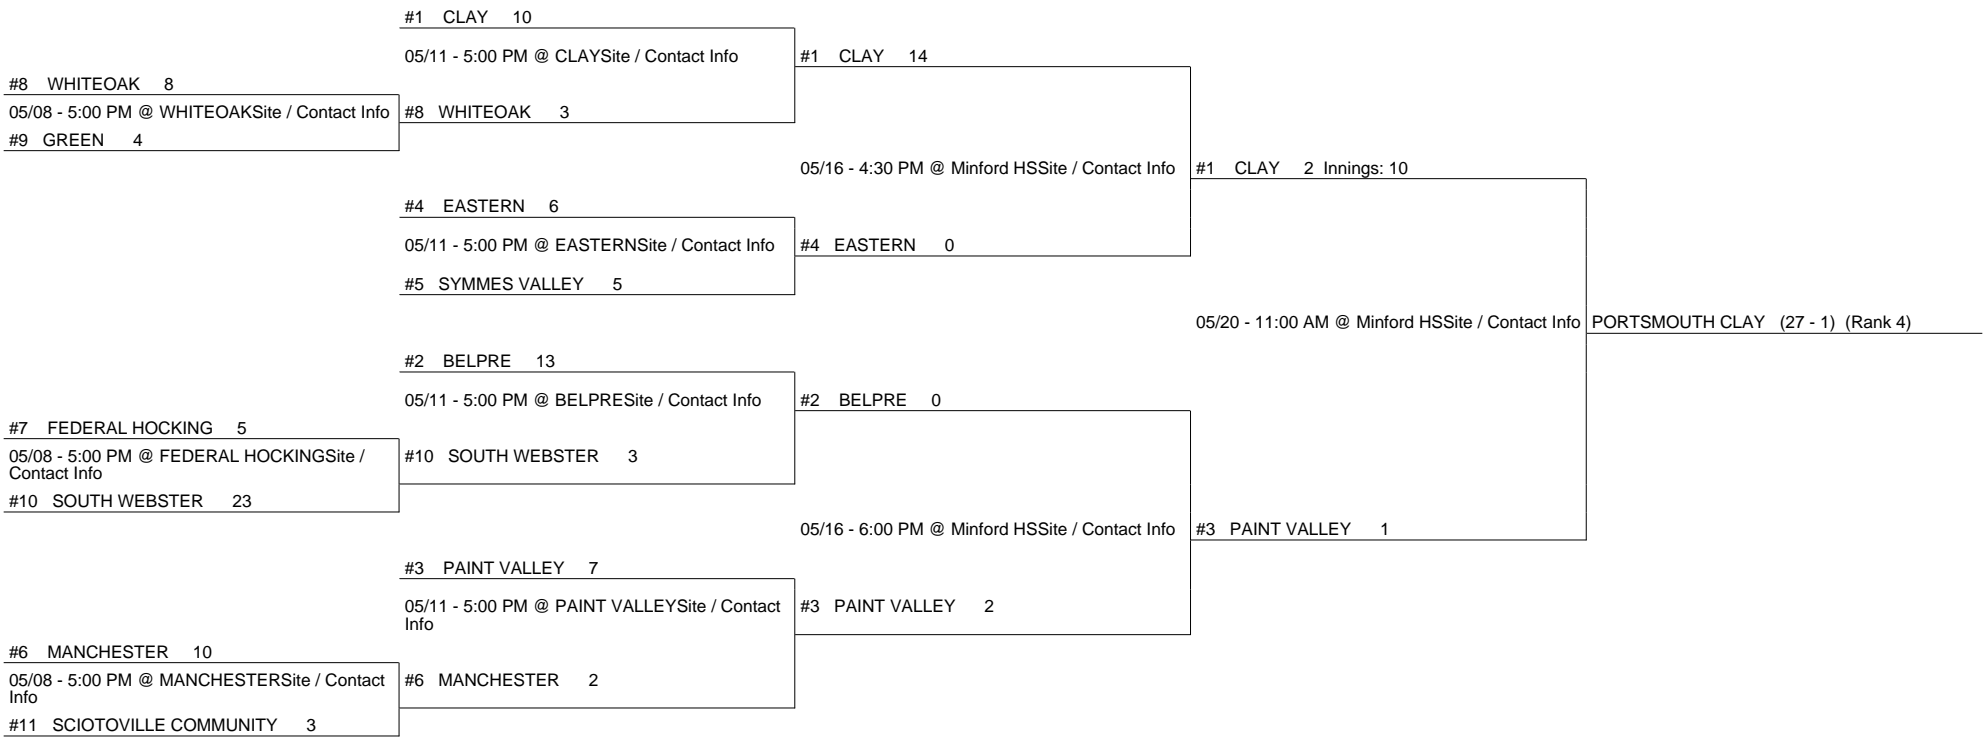 #1 CLAY 10
05/11 - 5:00 PM @ CLAYSite / Contact Info
#1 CLAY 14
#8 WHITEOAK 8
05/08 - 5:00 PM @ WHITEOAKSite / Contact Info
#8 WHITEOAK 3
#9 GREEN 4
05/16 - 4:30 PM @ Minford HSSite / Contact Info
#1 CLAY 2 Innings: 10
#4 EASTERN 6
05/11 - 5:00 PM @ EASTERNSite / Contact Info
#4 EASTERN 0
#5 SYMMES VALLEY 5
05/20 - 11:00 AM @ Minford HSSite / Contact Info
PORTSMOUTH CLAY (27 - 1) (Rank 4)
#2 BELPRE 13
05/11 - 5:00 PM @ BELPRESite / Contact Info
#2 BELPRE 0
#7 FEDERAL HOCKING 5
05/08 - 5:00 PM @ FEDERAL HOCKINGSite /
Contact Info
#10 SOUTH WEBSTER 3
#10 SOUTH WEBSTER 23
05/16 - 6:00 PM @ Minford HSSite / Contact Info
#3 PAINT VALLEY 1
#3 PAINT VALLEY 7
05/11 - 5:00 PM @ PAINT VALLEYSite / Contact
Info
#3 PAINT VALLEY 2
#6 MANCHESTER 10
05/08 - 5:00 PM @ MANCHESTERSite / Contact
Info
#6 MANCHESTER 2
#11 SCIOTOVILLE COMMUNITY 3